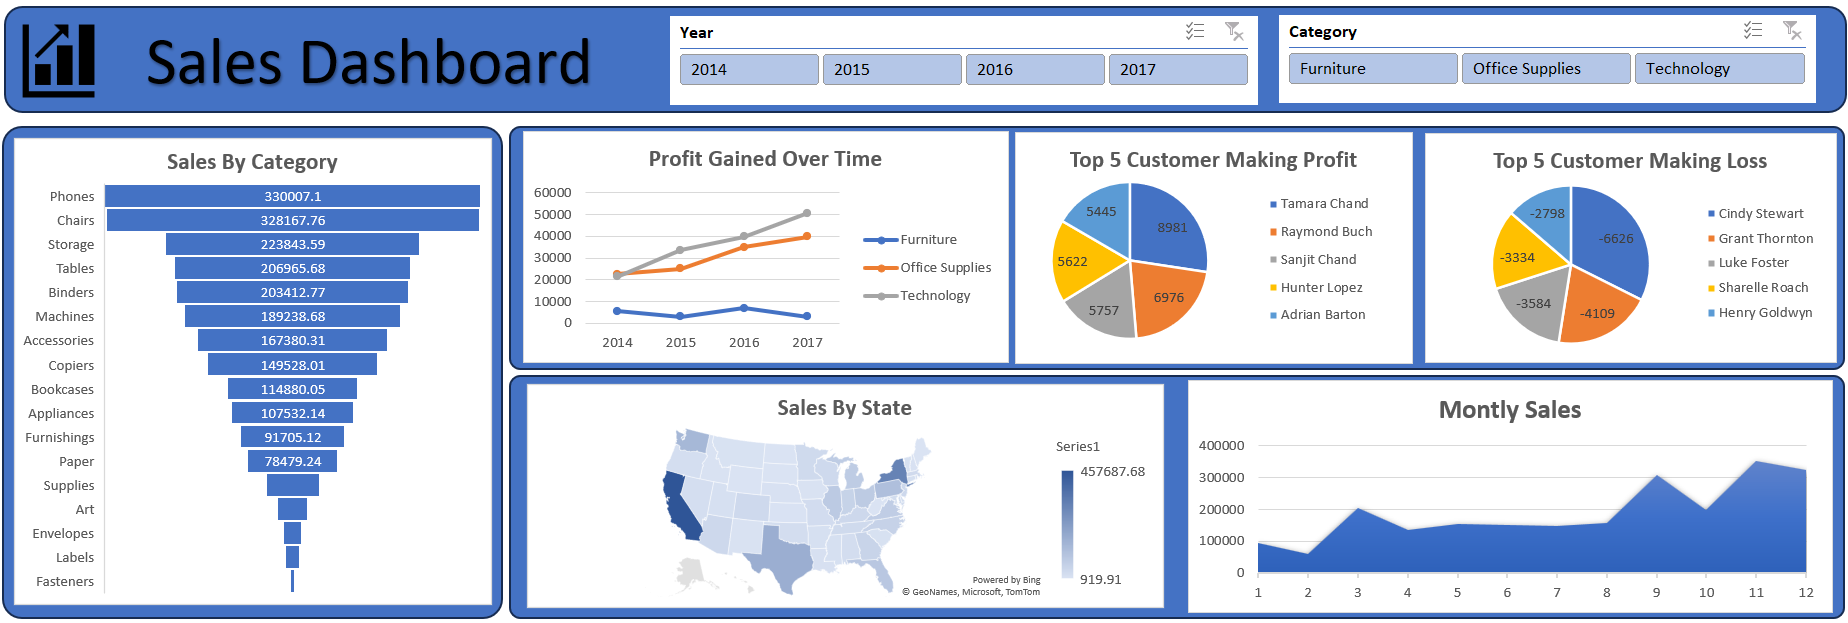 Sales Dashboard
Year
2014
2015
2016
2017
Category
Furniture
Office Supplies
Technology
Sales By Category
Phones 330007.1
Chairs 328167.76
Storage 223843.59
Tables 206965.68
Binders 203412.77
Machines 189238.68
Accessories 167380.31
Copiers 149528.01
Bookcases 114880.05
Appliances 107532.14
Furnishings 91705.12
Paper 78479.24
Supplies
Art
Envelopes
Labels
Fasteners
Profit Gained Over Time
60000
50000
40000
30000
20000
10000
0
2014 2015 2016 2017
Furniture
Office Supplies
Technology
Top 5 Customer Making Profit
8981
6976
5757
5622
5445
Tamara Chand
Raymond Buch
Sanjit Chand
Hunter Lopez
Adrian Barton
Top 5 Customer Making Loss
-6626
-4109
-3584
-3334
-2798
Cindy Stewart
Grant Thornton
Luke Foster
Sharelle Roach
Henry Goldwyn
Sales By State
Series1
457687.68
919.91
Powered by Bing
© GeoNames, Microsoft, TomTom
Montly Sales
400000
300000
200000
100000
0
1 2 3 4 5 6 7 8 9 10 11 12